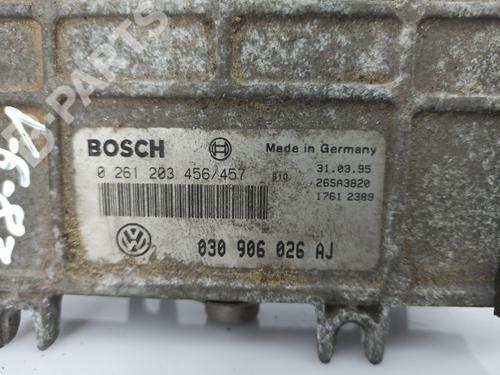 BOSCH
Made in Germany
0 261 203 456/457
31.03.95
26SA3820
1761 2389
030 906 026 AJ